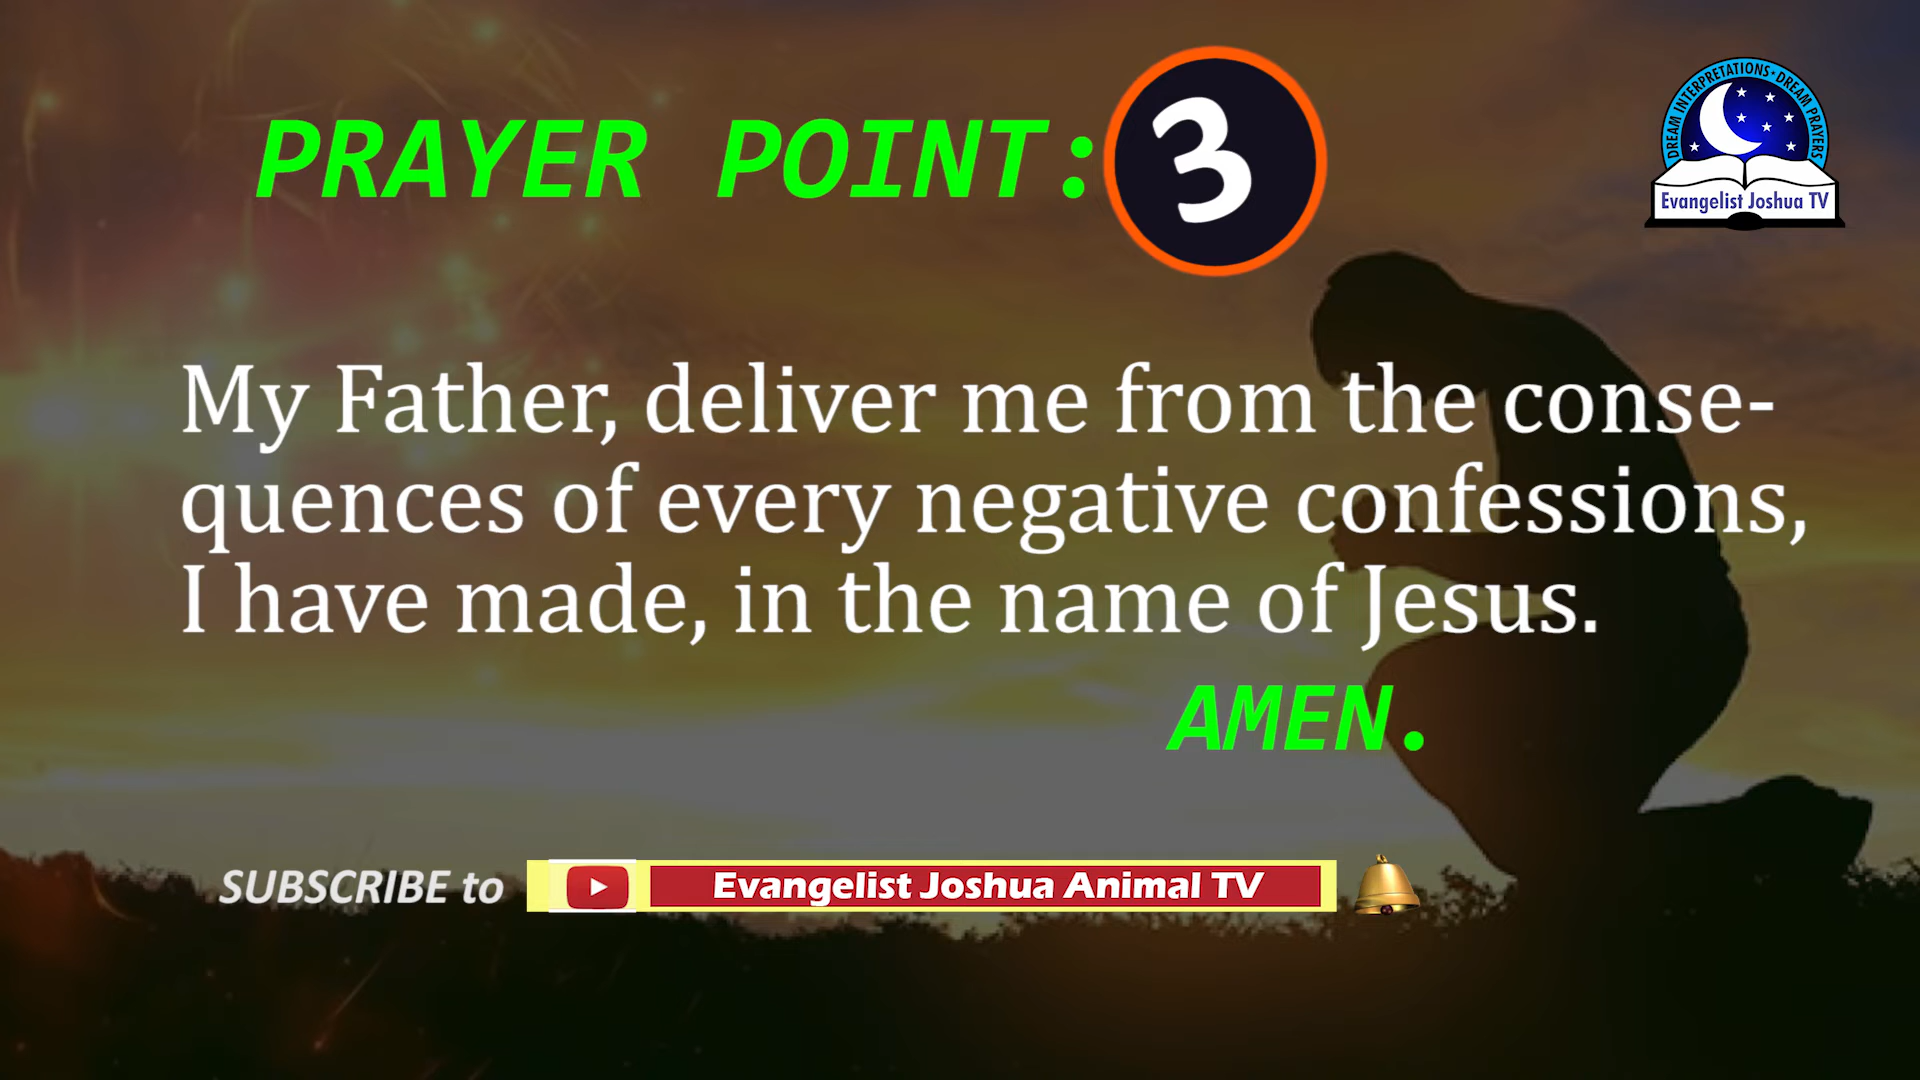 PRAYER POINT: 3
DREAM INTERPRETATIONS · DREAM PRAYERS
Evangelist Joshua TV
My Father, deliver me from the conse-
quences of every negative confessions,
I have made, in the name of Jesus.
AMEN.
SUBSCRIBE to Evangelist Joshua Animal TV